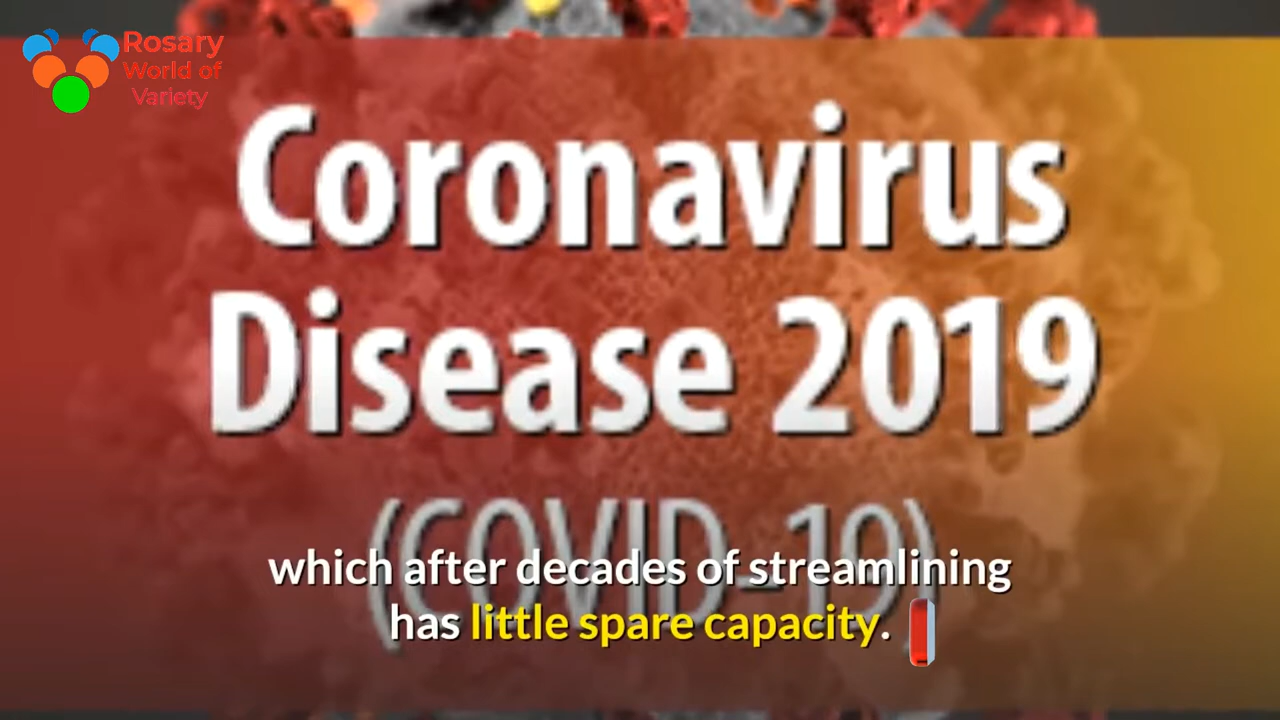 Rosary
World of
Variety
Coronavirus
Disease 2019
(COVID-19)
which after decades of streamlining
has little spare capacity.